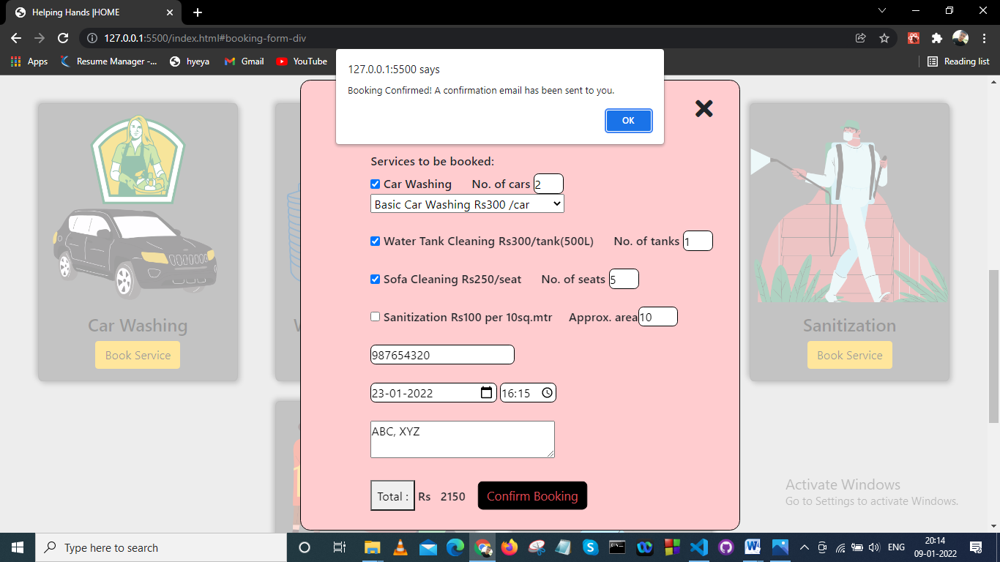 Helping Hands |HOME
127.0.0.1:5500/index.html#booking-form-div
Apps Resume Manager -... hyeya Gmail YouTube Reading list
127.0.0.1:5500 says
Booking Confirmed! A confirmation email has been sent to you.
OK
Services to be booked:
Car Washing No. of cars 2
Basic Car Washing Rs300 /car
Water Tank Cleaning Rs300/tank(500L) No. of tanks 1
Sofa Cleaning Rs250/seat No. of seats 5
Sanitization Rs100 per 10sq.mtr Approx. area 10
987654320
23-01-2022 16:15
ABC, XYZ
Total : Rs 2150 Confirm Booking
Car Washing
Book Service
Sanitization
Book Service
Activate Windows
Go to Settings to activate Windows.
Type here to search
ENG
20:14
09-01-2022